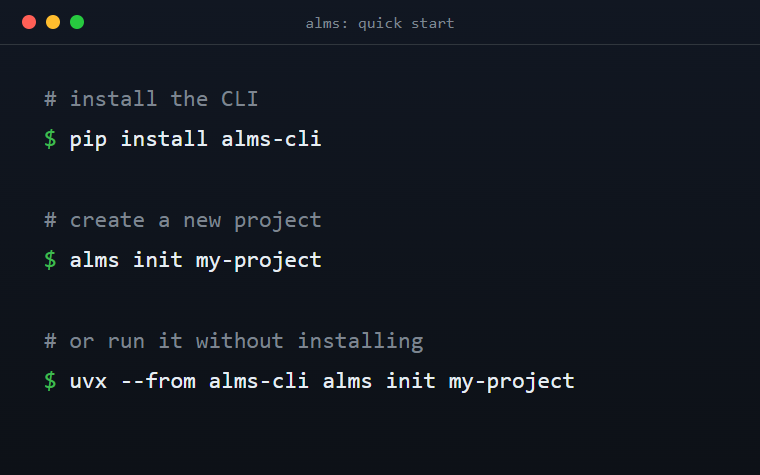 alms: quick start
# install the CLI
$ pip install alms-cli
# create a new project
$ alms init my-project
# or run it without installing
$ uvx --from alms-cli alms init my-project